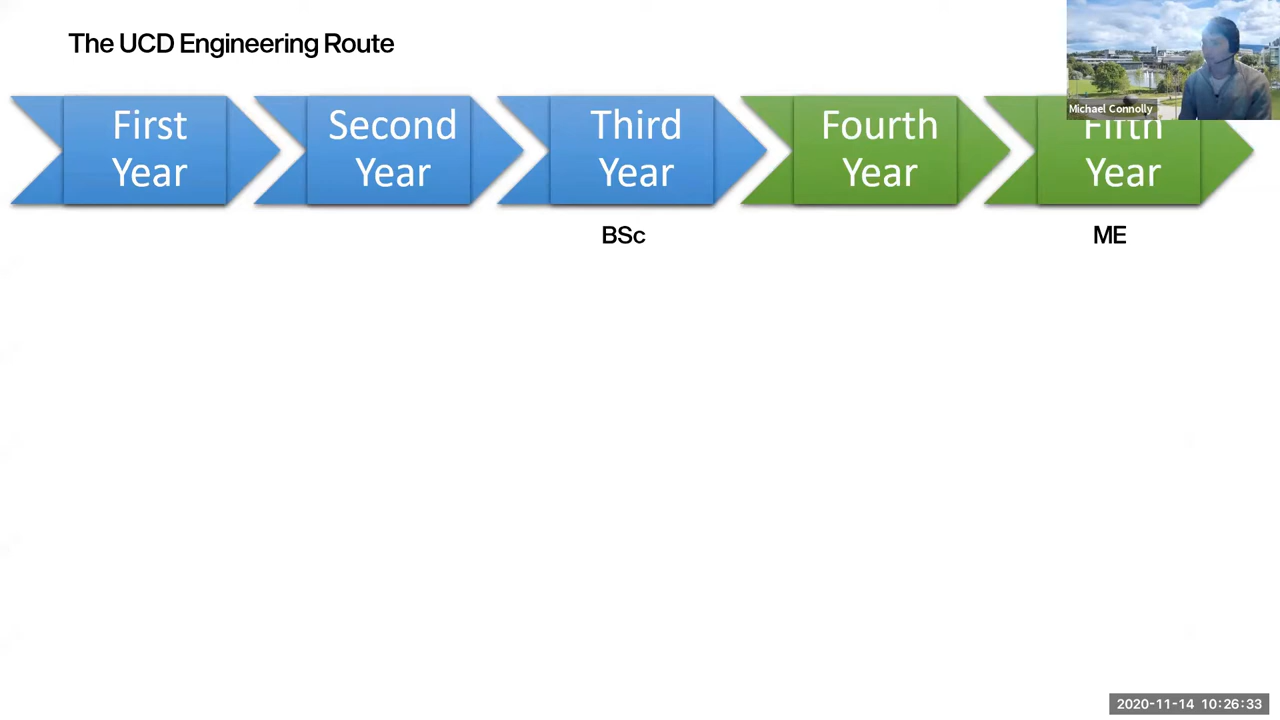 The UCD Engineering Route
Michael Connolly
First
Year
Second
Year
Third
Year
Fourth
Year
Fifth
Year
BSc
ME
2020-11-14 10:26:33